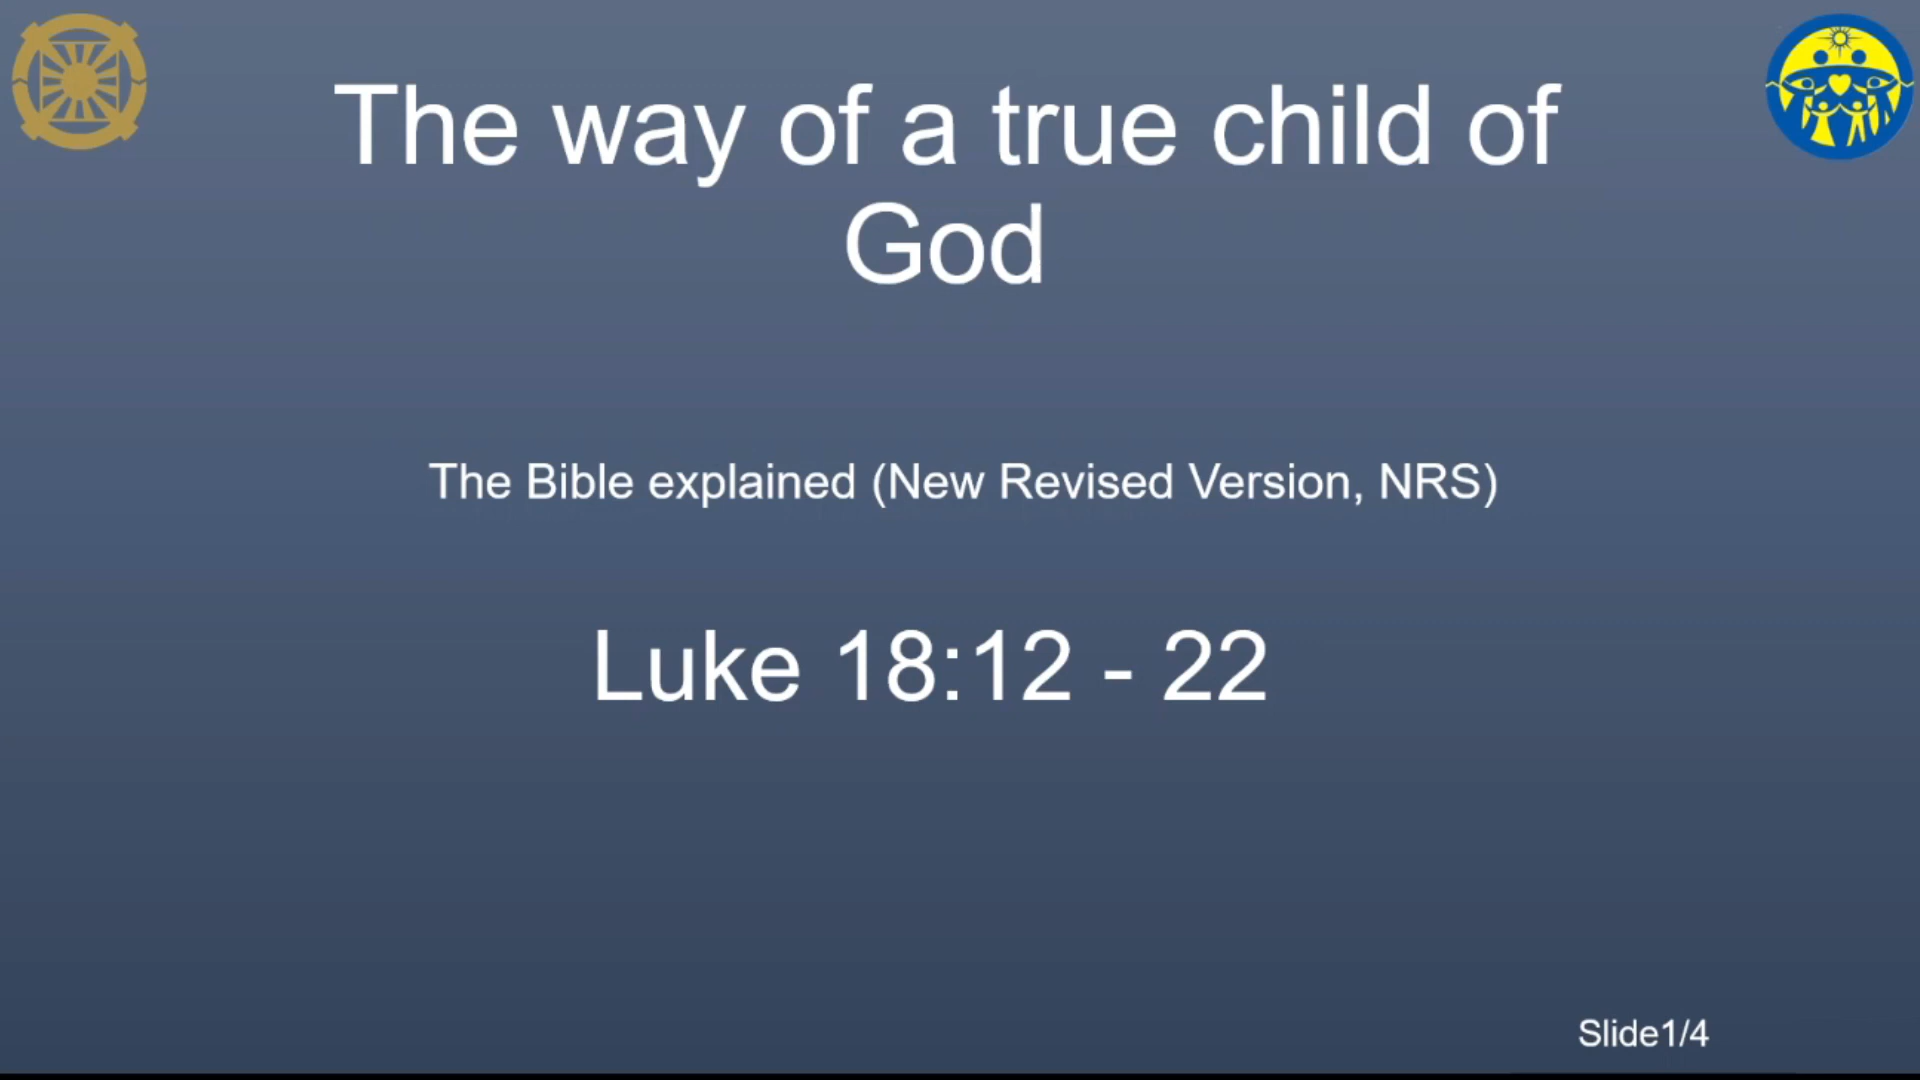 The way of a true child of
God
The Bible explained (New Revised Version, NRS)
Luke 18:12 - 22
Slide1/4